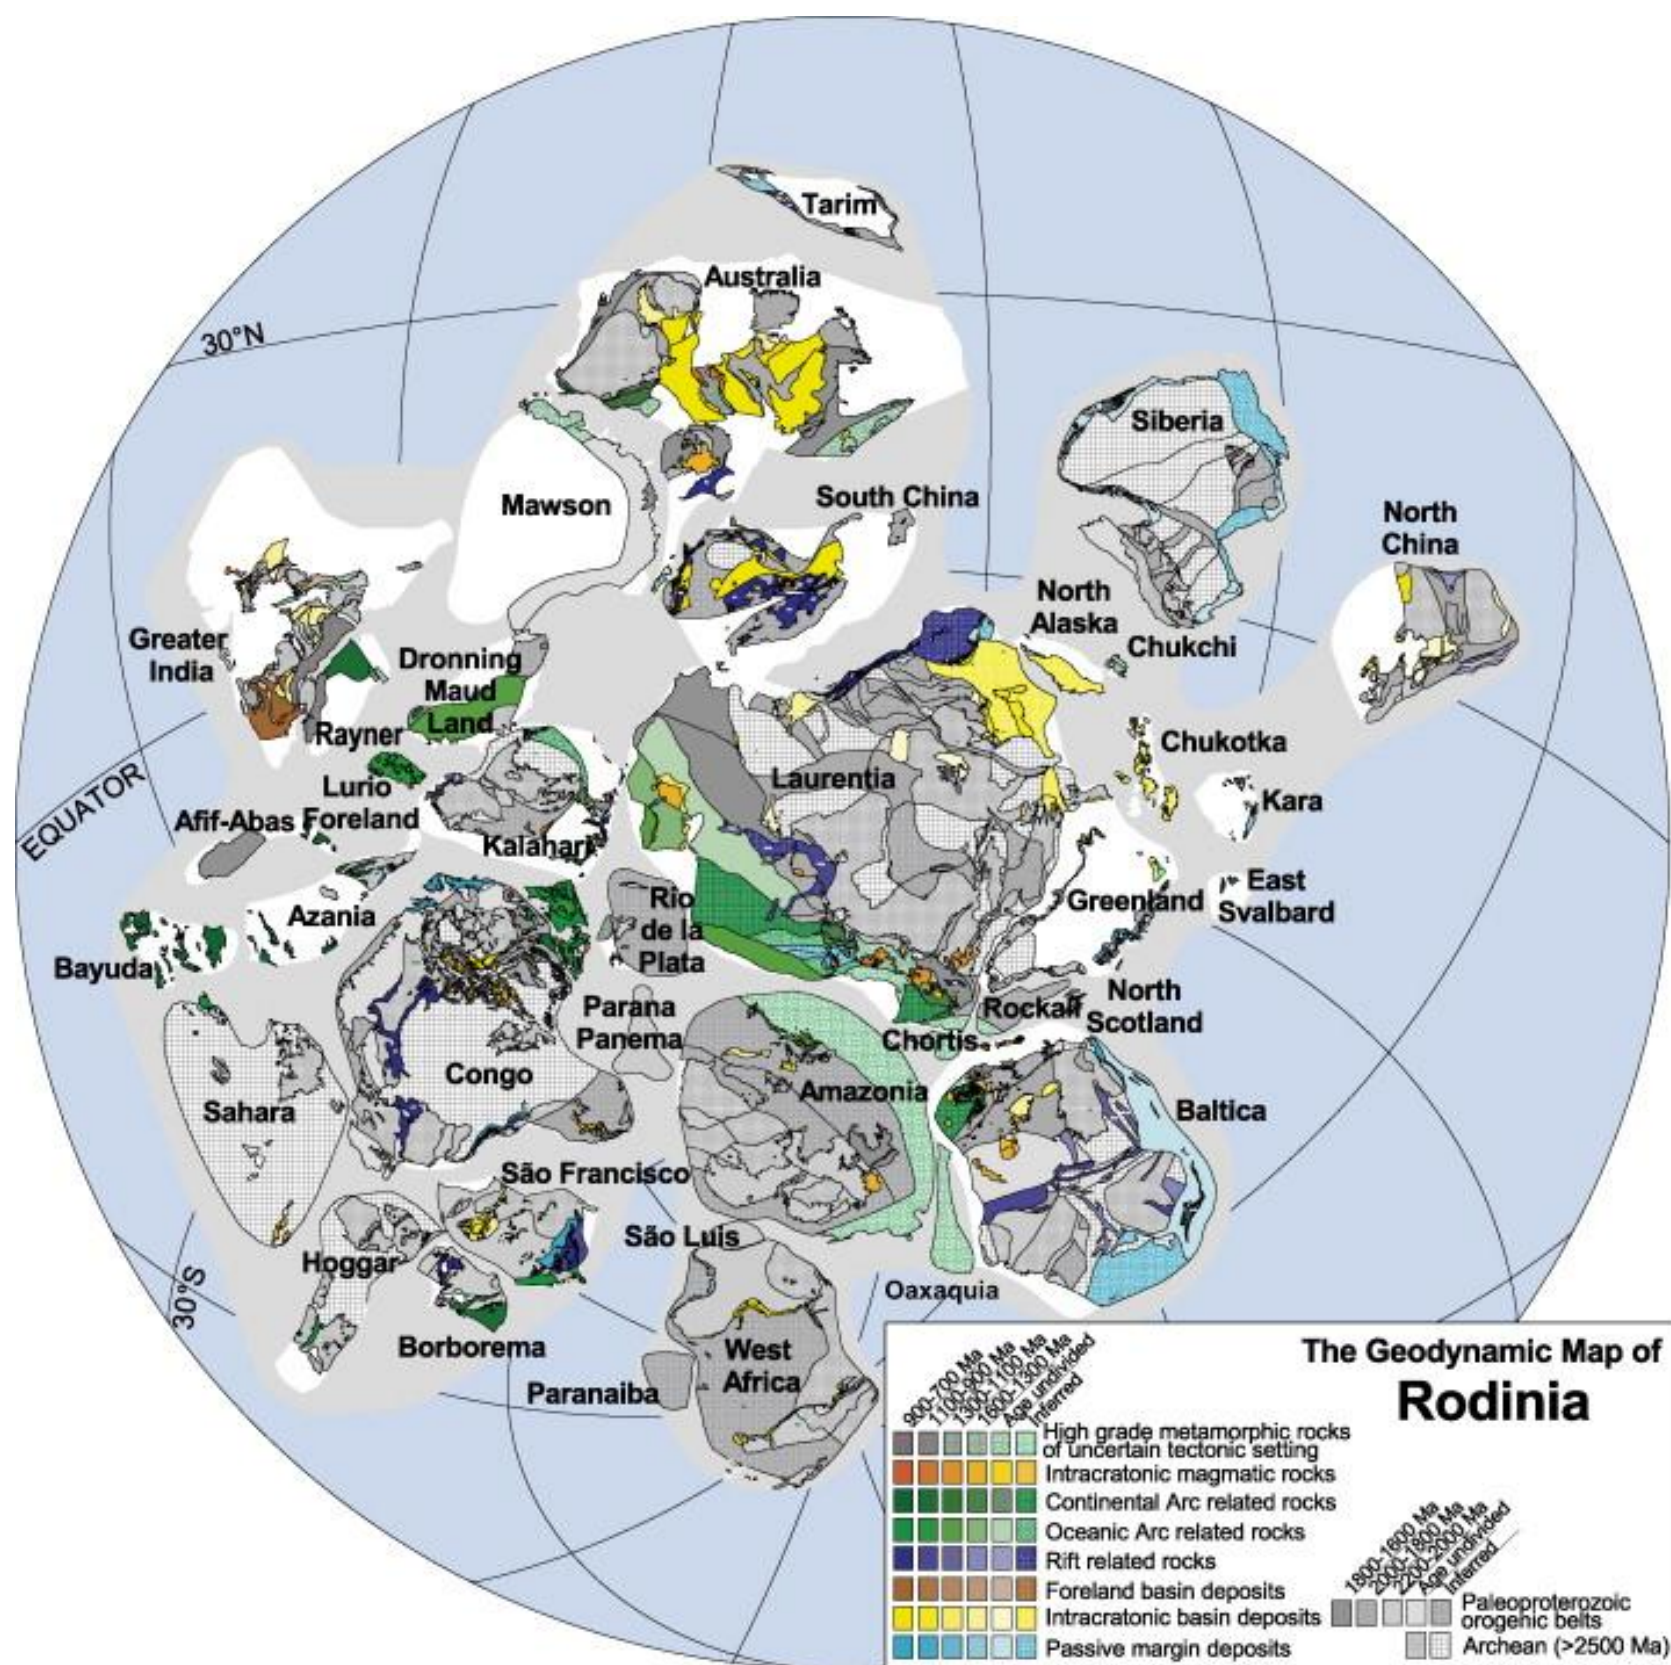 Tarim
Australia
30°N
Siberia
Mawson
South China
North
China
North
Alaska
Chukchi
Greater
India
Dronning
Maud
Land
Rayner
Chukotka
Laurentia
Lurio
Foreland
Kara
EQUATOR
Afif-Abas
Kalahari
Rio
de la
Plata
Greenland
East
Svalbard
Azania
Bayuda
Parana
Panema
Rockall
North
Scotland
Chortis
Congo
Amazonia
Sahara
Baltica
São Francisco
São Luis
Hoggar
30°S
Oaxaquia
Borborema
West
Africa
Paranaiba
The Geodynamic Map of
Rodinia
900-700 Ma
1100-900 Ma
1300-1100 Ma
1600-1300 Ma
Age undivided
Inferred
High grade metamorphic rocks
of uncertain tectonic setting
Intracratonic magmatic rocks
Continental Arc related rocks
Oceanic Arc related rocks
Rift related rocks
Foreland basin deposits
Intracratonic basin deposits
Passive margin deposits
1800-1600 Ma
2000-1800 Ma
2200-2000 Ma
Age undivided
Inferred
Paleoproterozoic
orogenic belts
Archean (>2500 Ma)